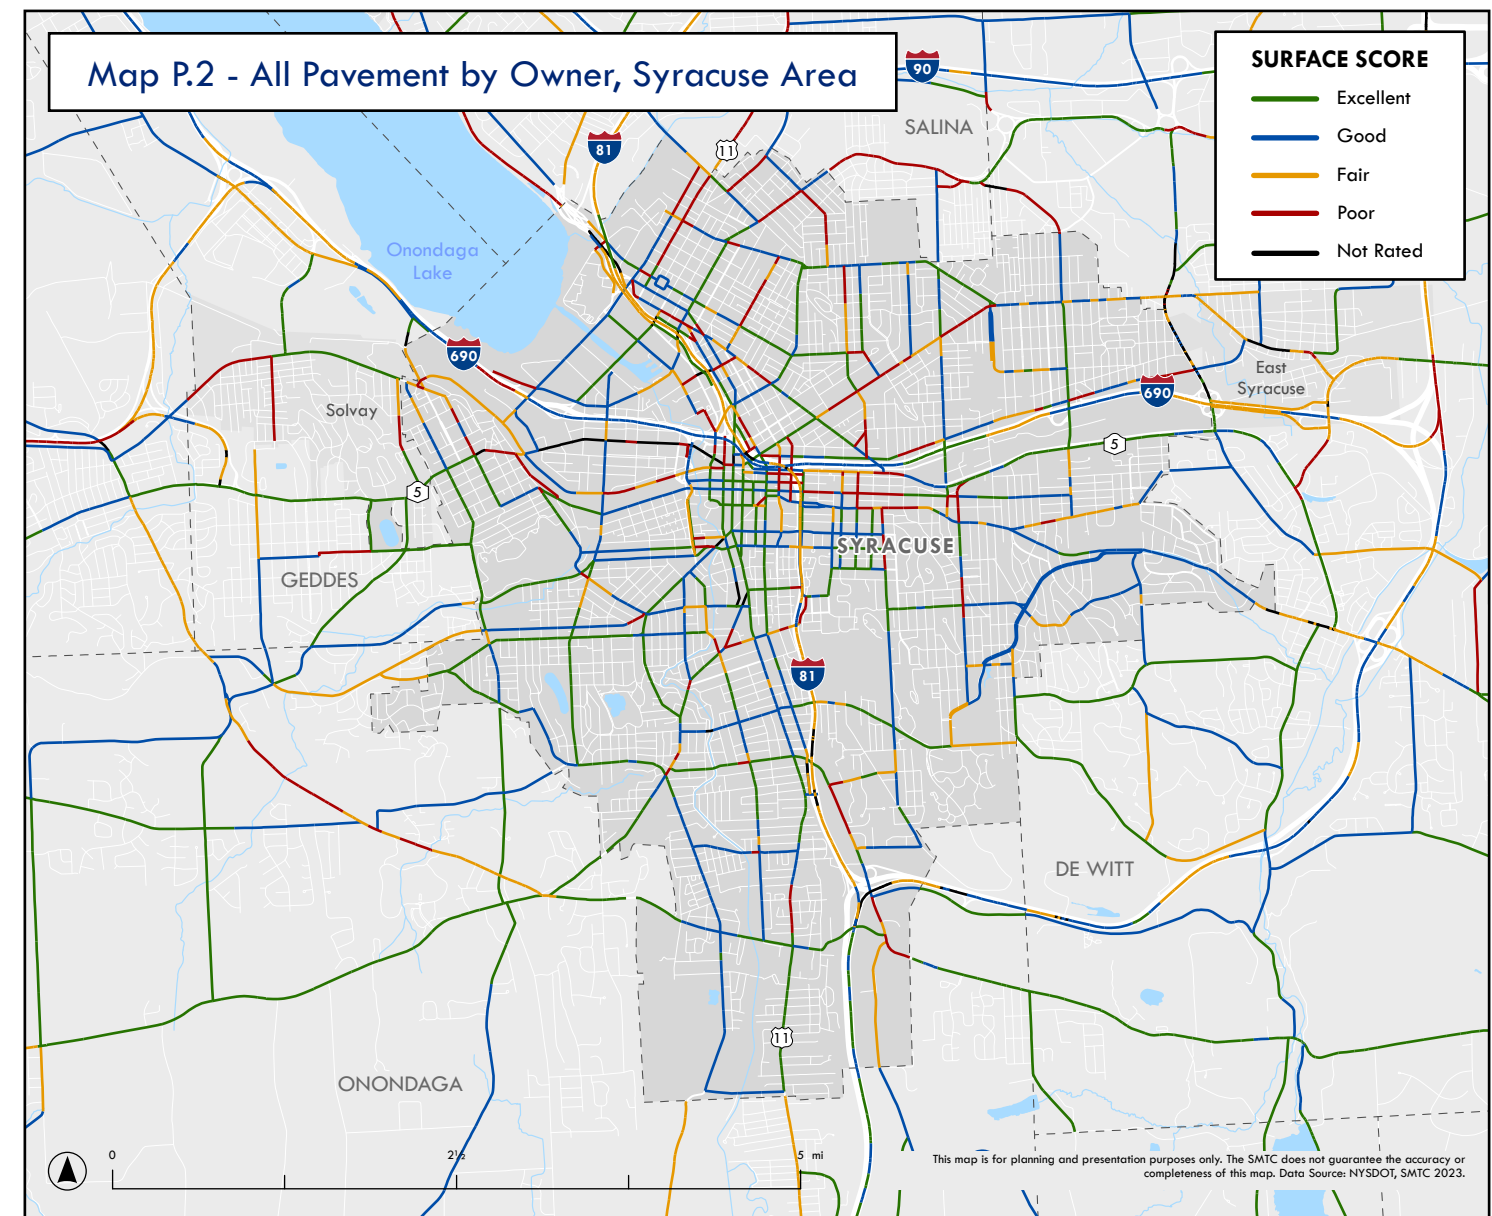 Map P.2 - All Pavement by Owner, Syracuse Area
SURFACE SCORE
Excellent
Good
Fair
Poor
Not Rated
90
SALINA
81
11
Onondaga
Lake
690
East
Syracuse
690
Solvay
5
5
SYRACUSE
GEDDES
81
DE WITT
11
ONONDAGA
0
2½
5 mi
This map is for planning and presentation purposes only. The SMTC does not guarantee the accuracy or
completeness of this map. Data Source: NYSDOT, SMTC 2023.